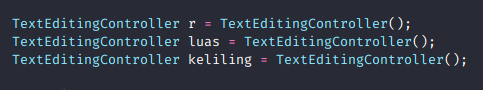 TextEditingController r = TextEditingController();
TextEditingController luas = TextEditingController();
TextEditingController keliling = TextEditingController();